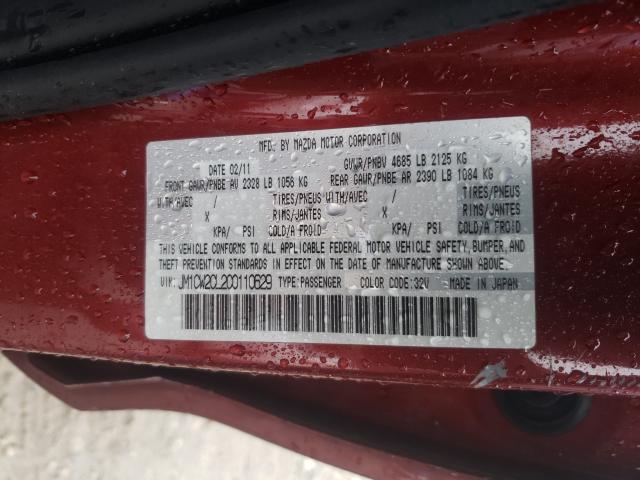 MFD. BY MAZDA MOTOR CORPORATION
DATE 02/11 GVWR/PNBV 4685 LB 2125 KG
FRONT GAWR/PNBE AV 2328 LB 1056 KG REAR GAWR/PNBE AR 2390 LB 1084 KG
WITH/AVEC / TIRES/PNEUS WITH/AVEC / TIRES/PNEUS
X RIMS/JANTES X RIMS/JANTES
KPA/ PSI COLD/A FROID KPA/ PSI COLD/A FROID
THIS VEHICLE CONFORMS TO ALL APPLICABLE FEDERAL MOTOR VEHICLE SAFETY, BUMPER, AND
THEFT PREVENTION STANDARDS IN EFFECT ON THE DATE OF MANUFACTURE SHOWN ABOVE.
VIN: JM1CW2CL2C0110629 TYPE:PASSENGER COLOR CODE:32V MADE IN JAPAN